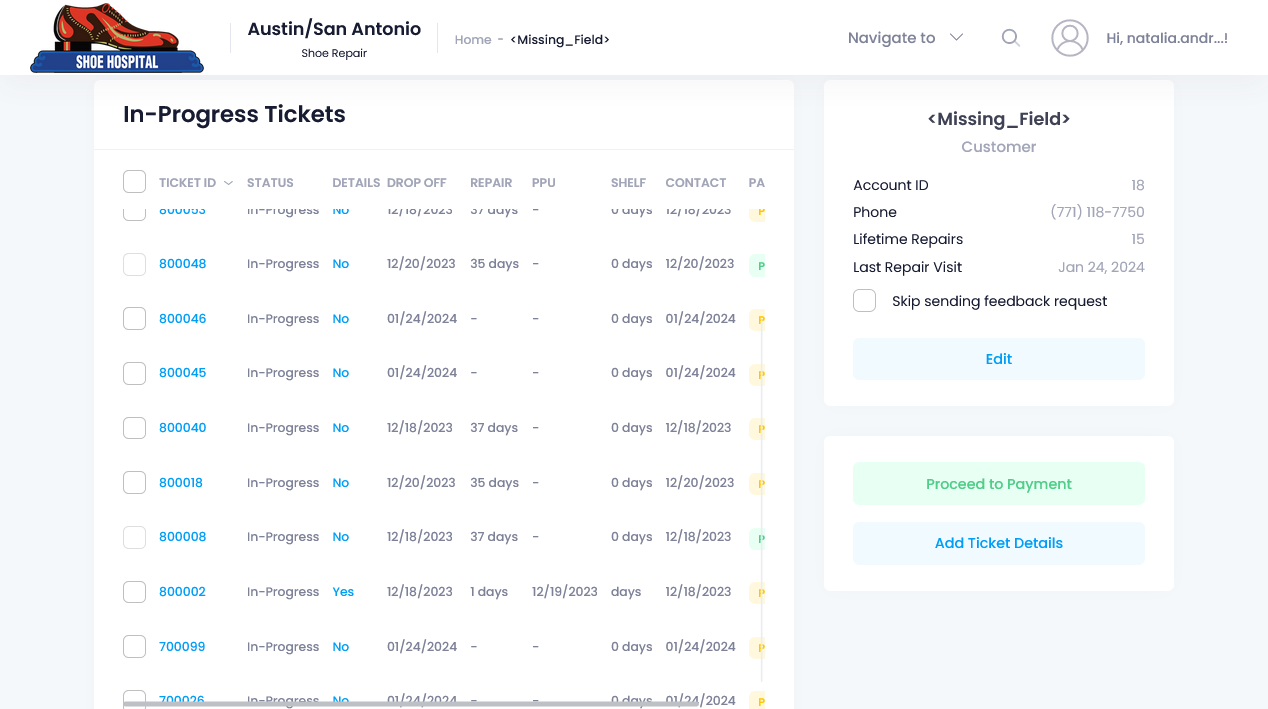 SHOE HOSPITAL
Austin/San Antonio
Shoe Repair
Home - <Missing_Field>
Navigate to
Hi, natalia.andr...!
In-Progress Tickets
TICKET ID STATUS DETAILS DROP OFF REPAIR PPU SHELF CONTACT PA
800053 In-Progress No 12/18/2023 37 days - 0 days 12/18/2023 P
800048 In-Progress No 12/20/2023 35 days - 0 days 12/20/2023 P
800046 In-Progress No 01/24/2024 - - 0 days 01/24/2024 P
800045 In-Progress No 01/24/2024 - - 0 days 01/24/2024 P
800040 In-Progress No 12/18/2023 37 days - 0 days 12/18/2023 P
800018 In-Progress No 12/20/2023 35 days - 0 days 12/20/2023 P
800008 In-Progress No 12/18/2023 37 days - 0 days 12/18/2023 P
800002 In-Progress Yes 12/18/2023 1 days 12/19/2023 days 12/18/2023 P
700099 In-Progress No 01/24/2024 - - 0 days 01/24/2024 P
700026 In-Progress No 01/24/2024 - - 0 days 01/24/2024 P
<Missing_Field>
Customer
Account ID 18
Phone (771) 118-7750
Lifetime Repairs 15
Last Repair Visit Jan 24, 2024
Skip sending feedback request
Edit
Proceed to Payment
Add Ticket Details